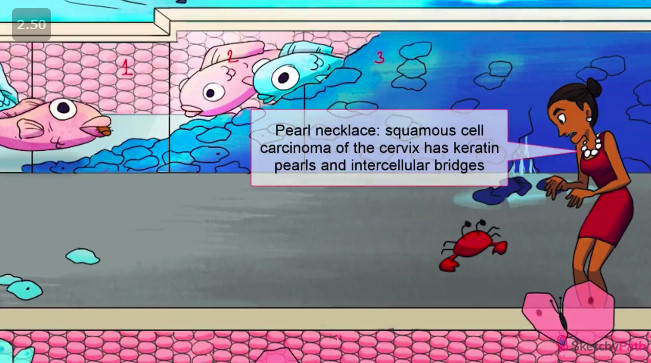 2.50
1 2 3
Pearl necklace: squamous cell
carcinoma of the cervix has keratin
pearls and intercellular bridges
SketchyPath